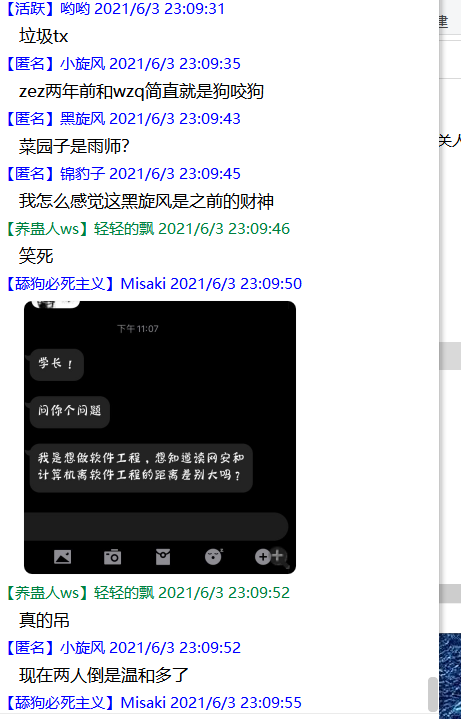 【活跃】哟哟 2021/6/3 23:09:31
垃圾tx
【匿名】小旋风 2021/6/3 23:09:35
zez两年前和wzq简直就是狗咬狗
【匿名】黑旋风 2021/6/3 23:09:43
菜园子是雨师?
【匿名】锦豹子 2021/6/3 23:09:45
我怎么感觉这黑旋风是之前的财神
【养蛊人ws】轻轻的飘 2021/6/3 23:09:46
笑死
【舔狗必死主义】Misaki 2021/6/3 23:09:50
下午11:07
学长！
问你个问题
我是想做软件工程，想知道读网安和
计算机离软件工程的距离差别大吗？
【养蛊人ws】轻轻的飘 2021/6/3 23:09:52
真的吊
【匿名】小旋风 2021/6/3 23:09:52
现在两人倒是温和多了
【舔狗必死主义】Misaki 2021/6/3 23:09:55
建
关人